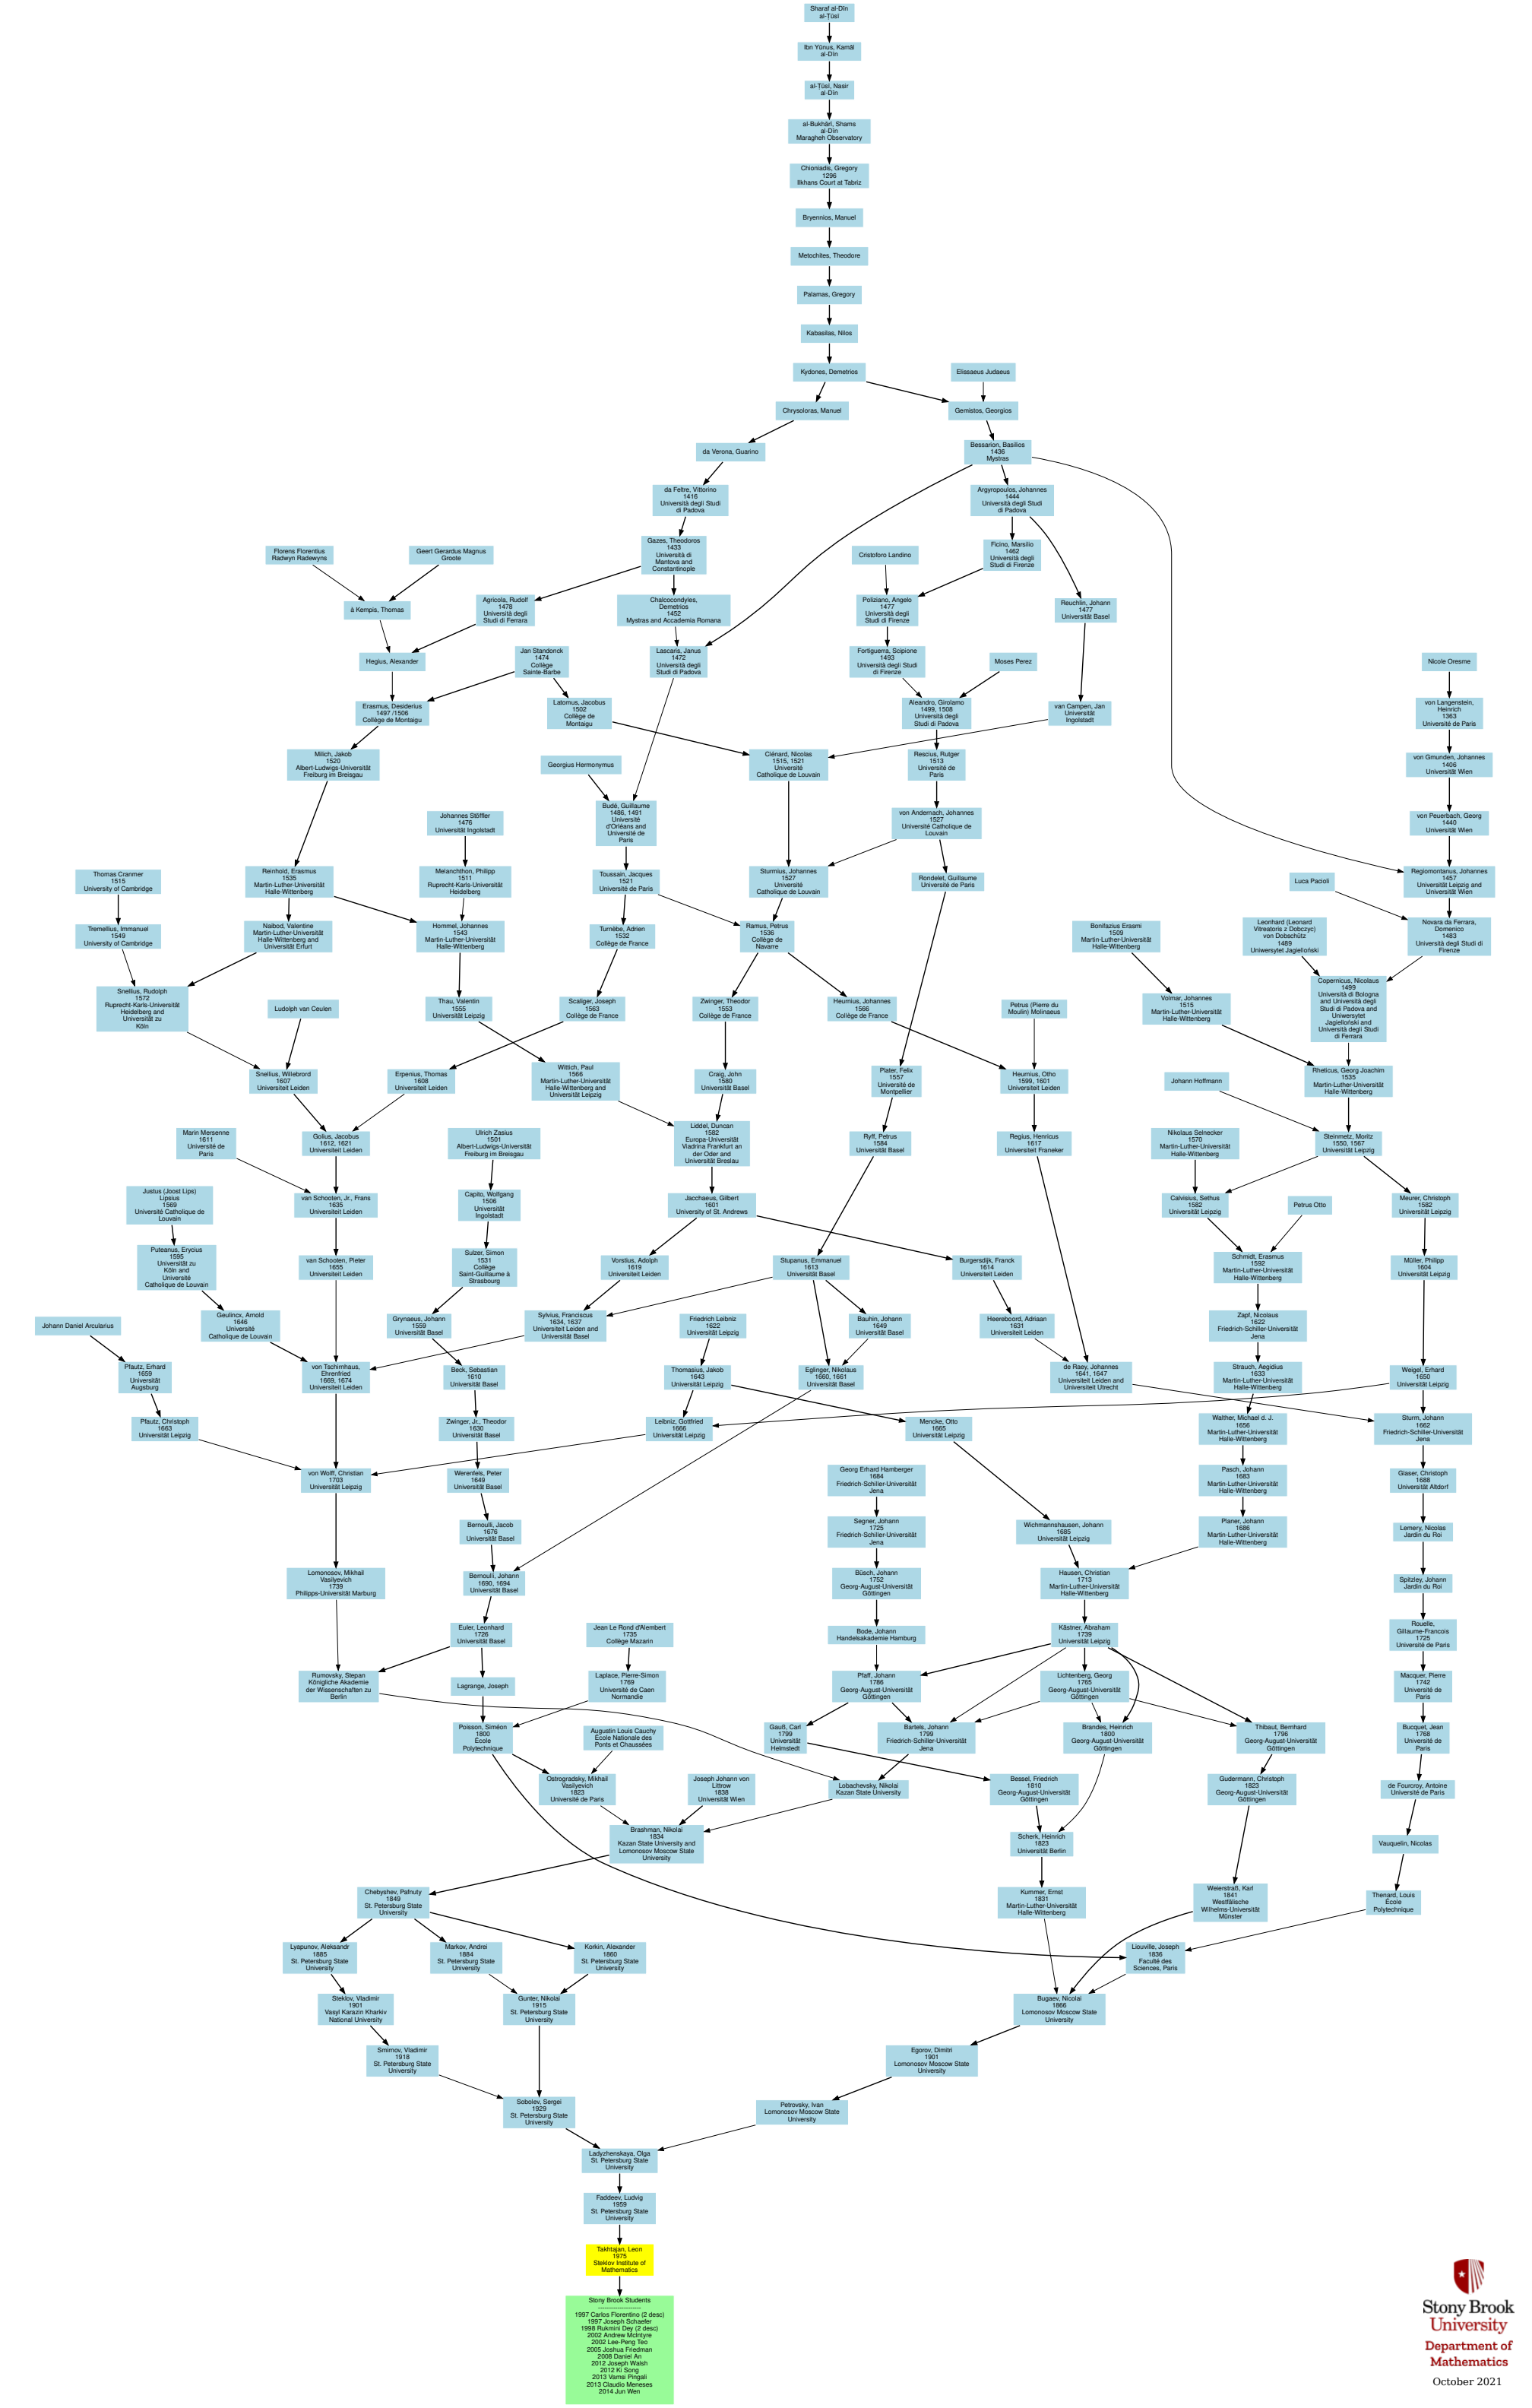 Sharaf al-Dīn
al-Ṭūsī
Ibn Yūnus, Kamāl
al-Dīn
al-Ṭūsī, Nasir
al-Dīn
al-Bukhārī, Shams
al-Dīn
Maragheh Observatory
Chioniadis, Gregory
1296
Ilkhans Court at Tabriz
Bryennios, Manuel
Metochites, Theodore
Palamas, Gregory
Kabasilas, Nilos
Kydones, Demetrios
Elissaeus Judaeus
Chrysoloras, Manuel
Gemistos, Georgios
da Verona, Guarino
Bessarion, Basilios
1436
Mystras
da Feltre, Vittorino
1416
Università degli Studi
di Padova
Argyropoulos, Johannes
1444
Università degli Studi
di Padova
Florens Florentius
Radwyn Radewyns
Geert Gerardus Magnus
Groote
Gazes, Theodoros
1433
Università di
Mantova and
Constantinople
Cristoforo Landino
Ficino, Marsilio
1462
Università degli
Studi di Firenze
à Kempis, Thomas
Agricola, Rudolf
1478
Università degli
Studi di Ferrara
Chalcocondyles,
Demetrios
1452
Mystras and Accademia Romana
Poliziano, Angelo
1477
Università degli
Studi di Firenze
Reuchlin, Johann
1477
Universität Basel
Hegius, Alexander
Jan Standonck
1474
Collège
Sainte-Barbe
Lascaris, Janus
1472
Università degli
Studi di Padova
Fortiguerra, Scipione
1493
Università degli Studi
di Firenze
Moses Perez
Nicole Oresme
Erasmus, Desiderius
1497 /1506
Collège de Montaigu
Latomus, Jacobus
1502
Collège de
Montaigu
Aleandro, Girolamo
1499, 1508
Università degli
Studi di Padova
van Campen, Jan
Universität
Ingolstadt
von Langenstein,
Heinrich
1363
Université de Paris
Milich, Jakob
1520
Albert-Ludwigs-Universität
Freiburg im Breisgau
Georgius Hermonymus
Clénard, Nicolas
1515, 1521
Université
Catholique de Louvain
Rescius, Rutger
1513
Université de
Paris
von Gmunden, Johannes
1406
Universität Wien
Johannes Stöffler
1476
Universität Ingolstadt
Budé, Guillaume
1486, 1491
Université
d'Orléans and
Université de
Paris
von Andernach, Johannes
1527
Université Catholique de
Louvain
von Peuerbach, Georg
1440
Universität Wien
Thomas Cranmer
1515
University of Cambridge
Reinhold, Erasmus
1535
Martin-Luther-Universität
Halle-Wittenberg
Melanchthon, Philipp
1511
Ruprecht-Karls-Universität
Heidelberg
Toussain, Jacques
1521
Université de Paris
Sturmius, Johannes
1527
Université
Catholique de Louvain
Rondelet, Guillaume
Université de Paris
Luca Pacioli
Regiomontanus, Johannes
1457
Universität Leipzig and
Universität Wien
Tremellius, Immanuel
1549
University of Cambridge
Naibod, Valentine
Martin-Luther-Universität
Halle-Wittenberg and
Universität Erfurt
Hommel, Johannes
1543
Martin-Luther-Universität
Halle-Wittenberg
Turnèbe, Adrien
1532
Collège de France
Ramus, Petrus
1536
Collège de
Navarre
Bonifazius Erasmi
1509
Martin-Luther-Universität
Halle-Wittenberg
Leonhard (Leonard
Vitreatoris z Dobczyc)
von Dobschütz
1489
Uniwersytet Jagielloński
Novara da Ferrara,
Domenico
1483
Università degli Studi di
Firenze
Snellius, Rudolph
1572
Ruprecht-Karls-Universität
Heidelberg and
Universität zu
Köln
Ludolph van Ceulen
Thau, Valentin
1555
Universität Leipzig
Scaliger, Joseph
1563
Collège de France
Zwinger, Theodor
1553
Collège de France
Heurnius, Johannes
1566
Collège de France
Petrus (Pierre du
Moulin) Molinaeus
Volmar, Johannes
1515
Martin-Luther-Universität
Halle-Wittenberg
Copernicus, Nicolaus
1499
Università di Bologna
and Università degli
Studi di Padova and
Uniwersytet
Jagielloński and
Università degli Studi
di Ferrara
Snellius, Willebrord
1607
Universiteit Leiden
Erpenius, Thomas
1608
Universiteit Leiden
Wittich, Paul
1566
Martin-Luther-Universität
Halle-Wittenberg and
Universität Leipzig
Craig, John
1580
Universität Basel
Plater, Felix
1557
Université de
Montpellier
Heurnius, Otho
1599, 1601
Universiteit Leiden
Johann Hoffmann
Rheticus, Georg Joachim
1535
Martin-Luther-Universität
Halle-Wittenberg
Marin Mersenne
1611
Université de
Paris
Golius, Jacobus
1612, 1621
Universiteit Leiden
Ulrich Zasius
1501
Albert-Ludwigs-Universität
Freiburg im Breisgau
Liddel, Duncan
1582
Europa-Universität
Viadrina Frankfurt an
der Oder and
Universität Breslau
Ryff, Petrus
1584
Universität Basel
Regius, Henricus
1617
Universiteit Franeker
Nikolaus Selnecker
1570
Martin-Luther-Universität
Halle-Wittenberg
Steinmetz, Moritz
1550, 1567
Universität Leipzig
Justus (Joost Lips)
Lipsius
1569
Université Catholique de
Louvain
van Schooten, Jr., Frans
1635
Universiteit Leiden
Capito, Wolfgang
1506
Universität
Ingolstadt
Jacchaeus, Gilbert
1601
University of St. Andrews
Calvisius, Sethus
1582
Universität Leipzig
Petrus Otto
Meurer, Christoph
1582
Universität Leipzig
Puteanus, Erycius
1595
Universität zu
Köln and
Université
Catholique de Louvain
van Schooten, Pieter
1655
Universiteit Leiden
Sulzer, Simon
1531
Collège
Saint-Guillaume à
Strasbourg
Vorstius, Adolph
1619
Universiteit Leiden
Stupanus, Emmanuel
1613
Universität Basel
Burgersdijk, Franck
1614
Universiteit Leiden
Schmidt, Erasmus
1592
Martin-Luther-Universität
Halle-Wittenberg
Müller, Philipp
1604
Universität Leipzig
Johann Daniel Arcularius
Geulincx, Arnold
1646
Université
Catholique de Louvain
Grynaeus, Johann
1559
Universität Basel
Sylvius, Franciscus
1634, 1637
Universiteit Leiden and
Universität Basel
Friedrich Leibniz
1622
Universität Leipzig
Bauhin, Johann
1649
Universität Basel
Heereboord, Adriaan
1631
Universiteit Leiden
Zapf, Nicolaus
1622
Friedrich-Schiller-Universität
Jena
Pfautz, Erhard
1659
Universität
Augsburg
von Tschirnhaus,
Ehrenfried
1669, 1674
Universiteit Leiden
Beck, Sebastian
1610
Universität Basel
Thomasius, Jakob
1643
Universität Leipzig
Eglinger, Nikolaus
1660, 1661
Universität Basel
de Raey, Johannes
1641, 1647
Universiteit Leiden and
Universiteit Utrecht
Strauch, Aegidius
1633
Martin-Luther-Universität
Halle-Wittenberg
Weigel, Erhard
1650
Universität Leipzig
Pfautz, Christoph
1663
Universität Leipzig
Zwinger, Jr., Theodor
1630
Universität Basel
Leibniz, Gottfried
1666
Universität Leipzig
Mencke, Otto
1665
Universität Leipzig
Walther, Michael d. J.
1656
Martin-Luther-Universität
Halle-Wittenberg
Sturm, Johann
1662
Friedrich-Schiller-Universität
Jena
von Wolff, Christian
1703
Universität Leipzig
Werenfels, Peter
1649
Universität Basel
Georg Erhard Hamberger
1684
Friedrich-Schiller-Universität
Jena
Pasch, Johann
1683
Martin-Luther-Universität
Halle-Wittenberg
Glaser, Christoph
1688
Universität Altdorf
Bernoulli, Jacob
1676
Universität Basel
Segner, Johann
1725
Friedrich-Schiller-Universität
Jena
Wichmannshausen, Johann
1685
Universität Leipzig
Planer, Johann
1686
Martin-Luther-Universität
Halle-Wittenberg
Lemery, Nicolas
Jardin du Roi
Lomonosov, Mikhail
Vasilyevich
1739
Philipps-Universität Marburg
Bernoulli, Johann
1690, 1694
Universität Basel
Büsch, Johann
1752
Georg-August-Universität
Göttingen
Hausen, Christian
1713
Martin-Luther-Universität
Halle-Wittenberg
Spitzley, Johann
Jardin du Roi
Euler, Leonhard
1726
Universität Basel
Jean Le Rond d'Alembert
1735
Collège Mazarin
Bode, Johann
Handelsakademie Hamburg
Kästner, Abraham
1739
Universität Leipzig
Rouelle,
Gillaume-Francois
1725
Université de Paris
Rumovsky, Stepan
Königliche Akademie
der Wissenschaften zu
Berlin
Lagrange, Joseph
Laplace, Pierre-Simon
1769
Université de Caen
Normandie
Pfaff, Johann
1786
Georg-August-Universität
Göttingen
Lichtenberg, Georg
1765
Georg-August-Universität
Göttingen
Macquer, Pierre
1742
Université de
Paris
Poisson, Siméon
1800
École
Polytechnique
Augustin Louis Cauchy
École Nationale des
Ponts et Chaussées
Gauß, Carl
1799
Universität
Helmstedt
Bartels, Johann
1799
Friedrich-Schiller-Universität
Jena
Brandes, Heinrich
1800
Georg-August-Universität
Göttingen
Thibaut, Bernhard
1796
Georg-August-Universität
Göttingen
Bucquet, Jean
1768
Université de
Paris
Ostrogradsky, Mikhail
Vasilyevich
1823
Université de Paris
Joseph Johann von
Littrow
1838
Universität Wien
Lobachevsky, Nikolai
Kazan State University
Bessel, Friedrich
1810
Georg-August-Universität
Göttingen
Gudermann, Christoph
1823
Georg-August-Universität
Göttingen
de Fourcroy, Antoine
Université de Paris
Brashman, Nikolai
1834
Kazan State University and
Lomonosov Moscow State
University
Scherk, Heinrich
1823
Universität Berlin
Vauquelin, Nicolas
Chebyshev, Pafnuty
1849
St. Petersburg State
University
Kummer, Ernst
1831
Martin-Luther-Universität
Halle-Wittenberg
Weierstraß, Karl
1841
Westfälische
Wilhelms-Universität
Münster
Thenard, Louis
École
Polytechnique
Lyapunov, Aleksandr
1885
St. Petersburg State
University
Markov, Andrei
1884
St. Petersburg State
University
Korkin, Alexander
1860
St. Petersburg State
University
Liouville, Joseph
1836
Faculté des
Sciences, Paris
Steklov, Vladimir
1901
Vasyl Karazin Kharkiv
National University
Gunter, Nikolai
1915
St. Petersburg State
University
Bugaev, Nicolai
1866
Lomonosov Moscow State
University
Smirnov, Vladimir
1918
St. Petersburg State
University
Egorov, Dimitri
1901
Lomonosov Moscow State
University
Sobolev, Sergei
1929
St. Petersburg State
University
Petrovsky, Ivan
Lomonosov Moscow State
University
Ladyzhenskaya, Olga
St. Petersburg State
University
Faddeev, Ludvig
1959
St. Petersburg State
University
Takhtajan, Leon
1975
Steklov Institute of
Mathematics
Stony Brook Students
--------------------
1997 Carlos Florentino (2 desc)
1997 Joseph Schaefer
1998 Rukmini Dey (2 desc)
2002 Andrew McIntyre
2002 Lee-Peng Teo
2005 Joshua Friedman
2008 Daniel An
2012 Joseph Walsh
2012 Ki Song
2013 Vamsi Pingali
2013 Claudio Meneses
2014 Jun Wen
Stony Brook
University
Department of
Mathematics
October 2021